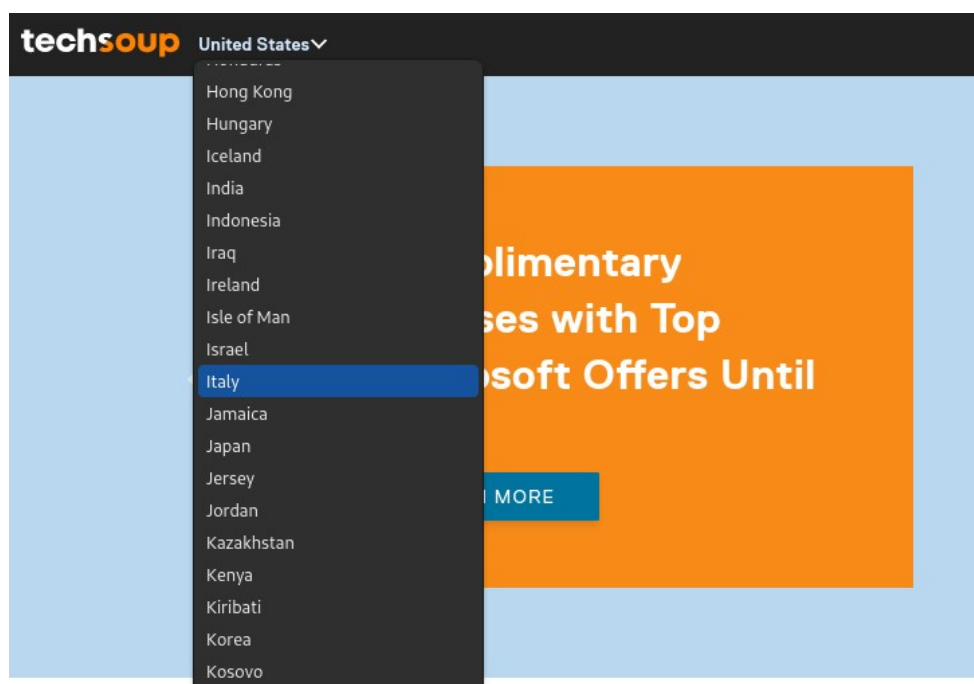 techsoup United States
Hong Kong
Hungary
Iceland
India
Indonesia
Iraq
Ireland
Isle of Man
Israel
Italy
Jamaica
Japan
Jersey
Jordan
Kazakhstan
Kenya
Kiribati
Korea
Kosovo
plimentary
ses with Top
soft Offers Until
MORE